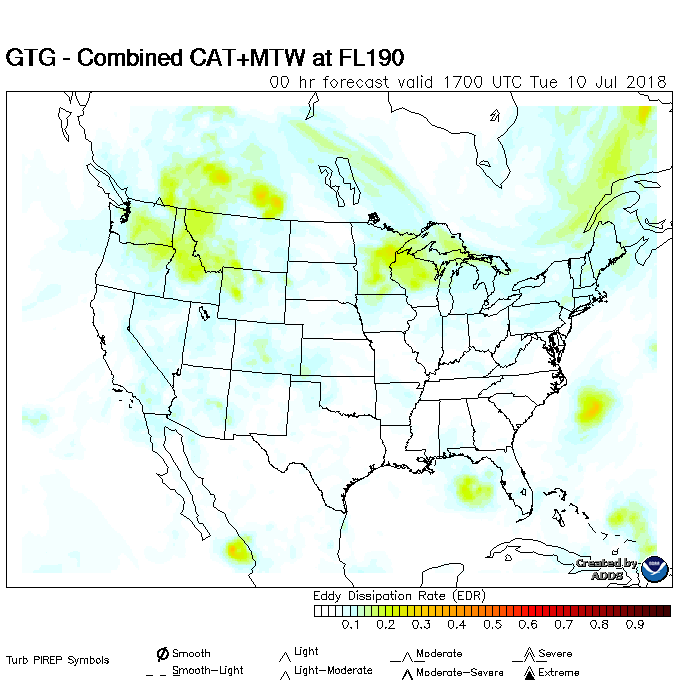 GTG - Combined CAT+MTW at FL190
00 hr forecast valid 1700 UTC Tue 10 Jul 2018
Created by
ADDS
Eddy Dissipation Rate (EDR)
0.1 0.2 0.3 0.4 0.5 0.6 0.7 0.8 0.9
Turb PIREP Symbols
Smooth Light Moderate Severe
Smooth-Light Light-Moderate Moderate-Severe Extreme